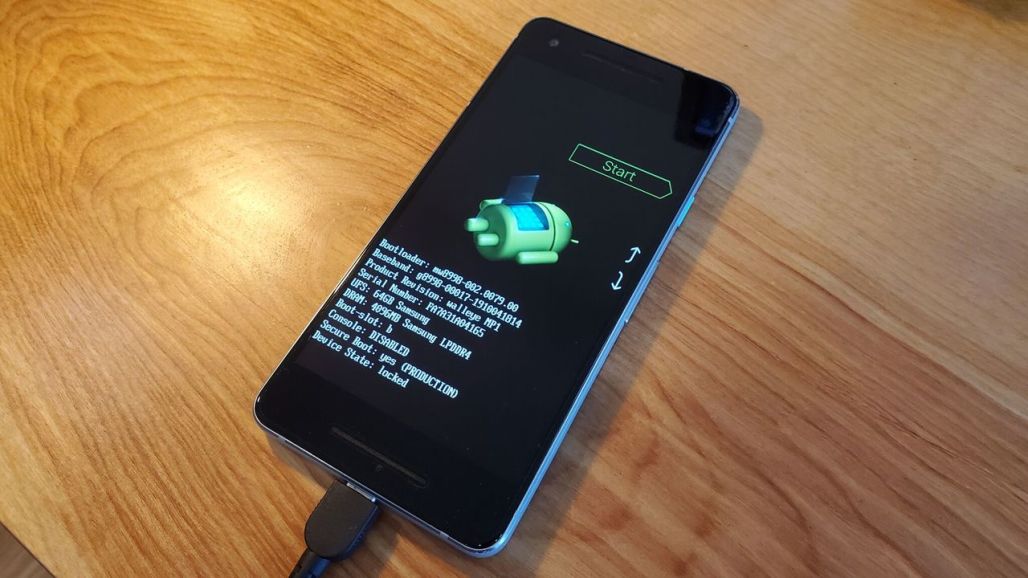 Start
Bootloader: mw8998-002.0079.00
Baseband: g8998-00017-1910041814
Product Revision: walleye MP1
Serial Number: FA7A31A04165
UFS: 64GB Samsung
DRAM: 4096MB Samsung LPDDR4
Boot-slot: b
Console: DISABLED
Secure Boot: yes (PRODUCTION)
Device State: locked